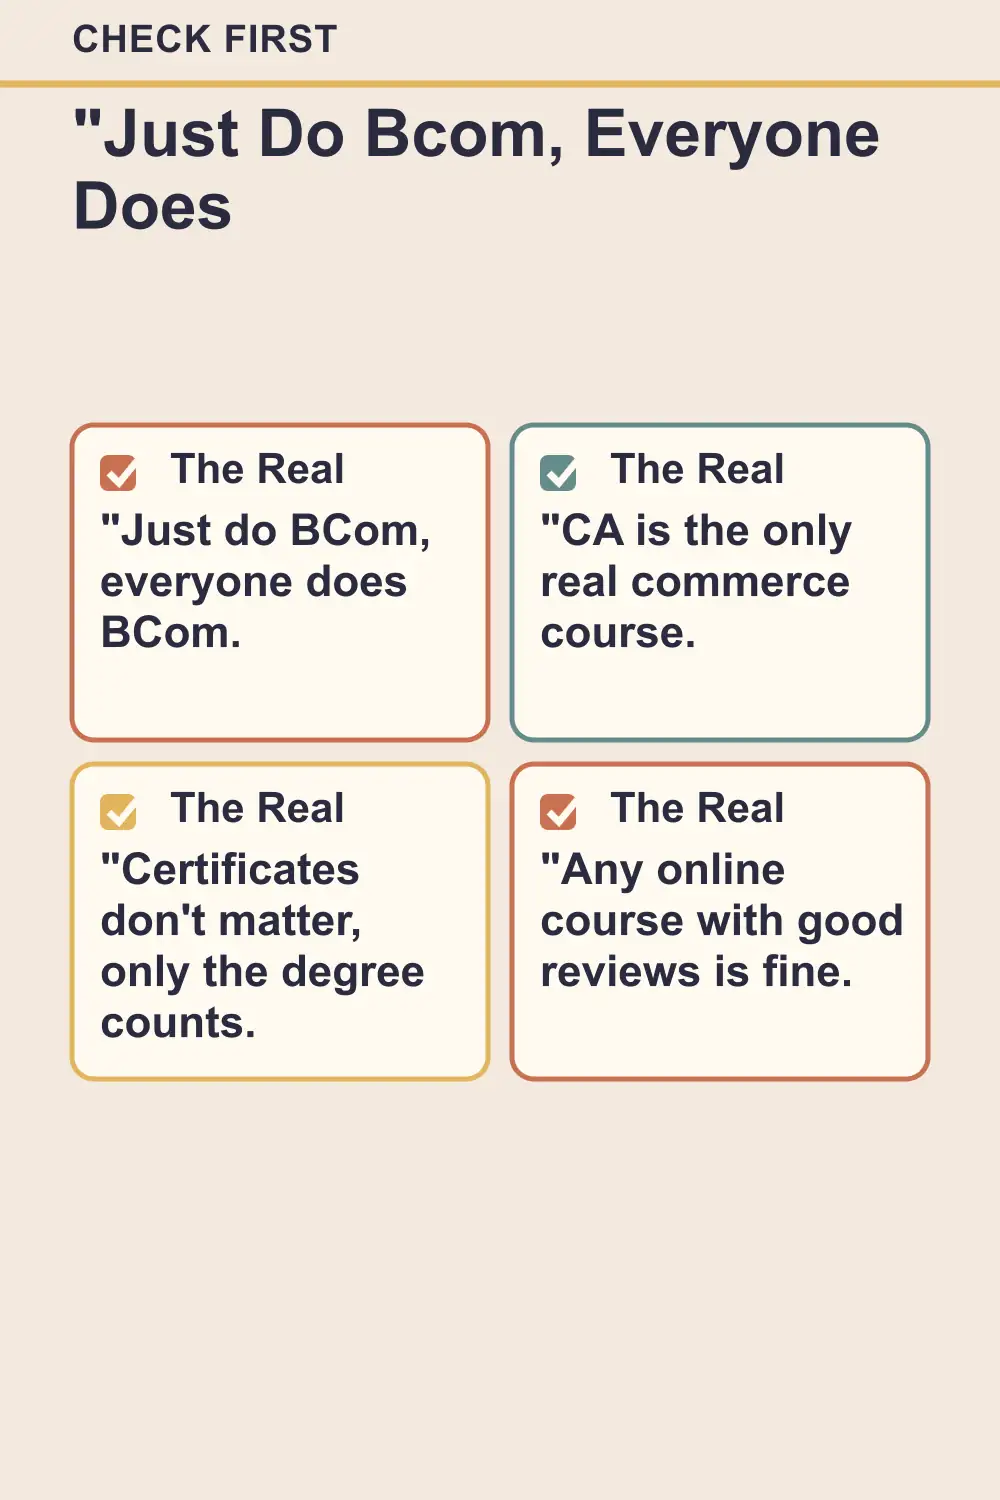 CHECK FIRST
"Just Do Bcom, Everyone
Does
The Real
"Just do BCom,
everyone does
BCom.
The Real
"CA is the only
real commerce
course.
The Real
"Certificates
don't matter,
only the degree
counts.
The Real
"Any online
course with good
reviews is fine.